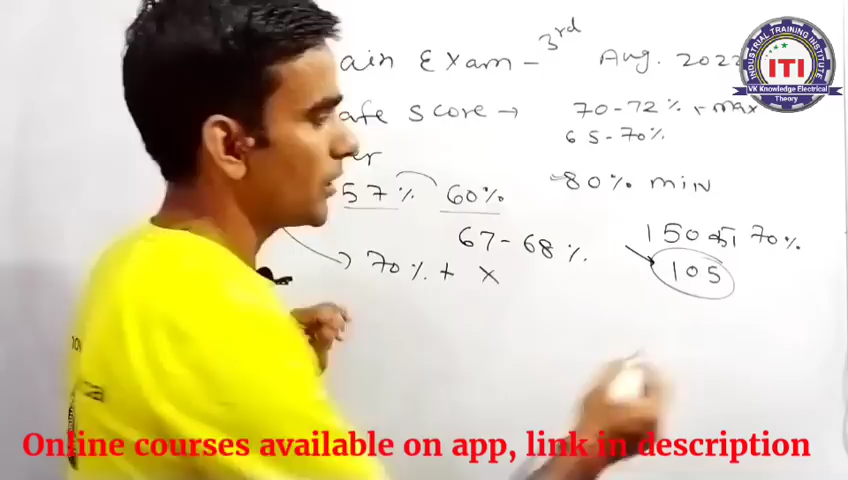 ain Exam - 3rd Aug. 2022
afe score → 70-72% + max
65-70%
er
57% 60% 80% min
67-68% 150 का 70%
70% + x 105
INDUSTRIAL TRAINING INSTITUTE
ITI
VK Knowledge Electrical
Theory
Online courses available on app, link in description